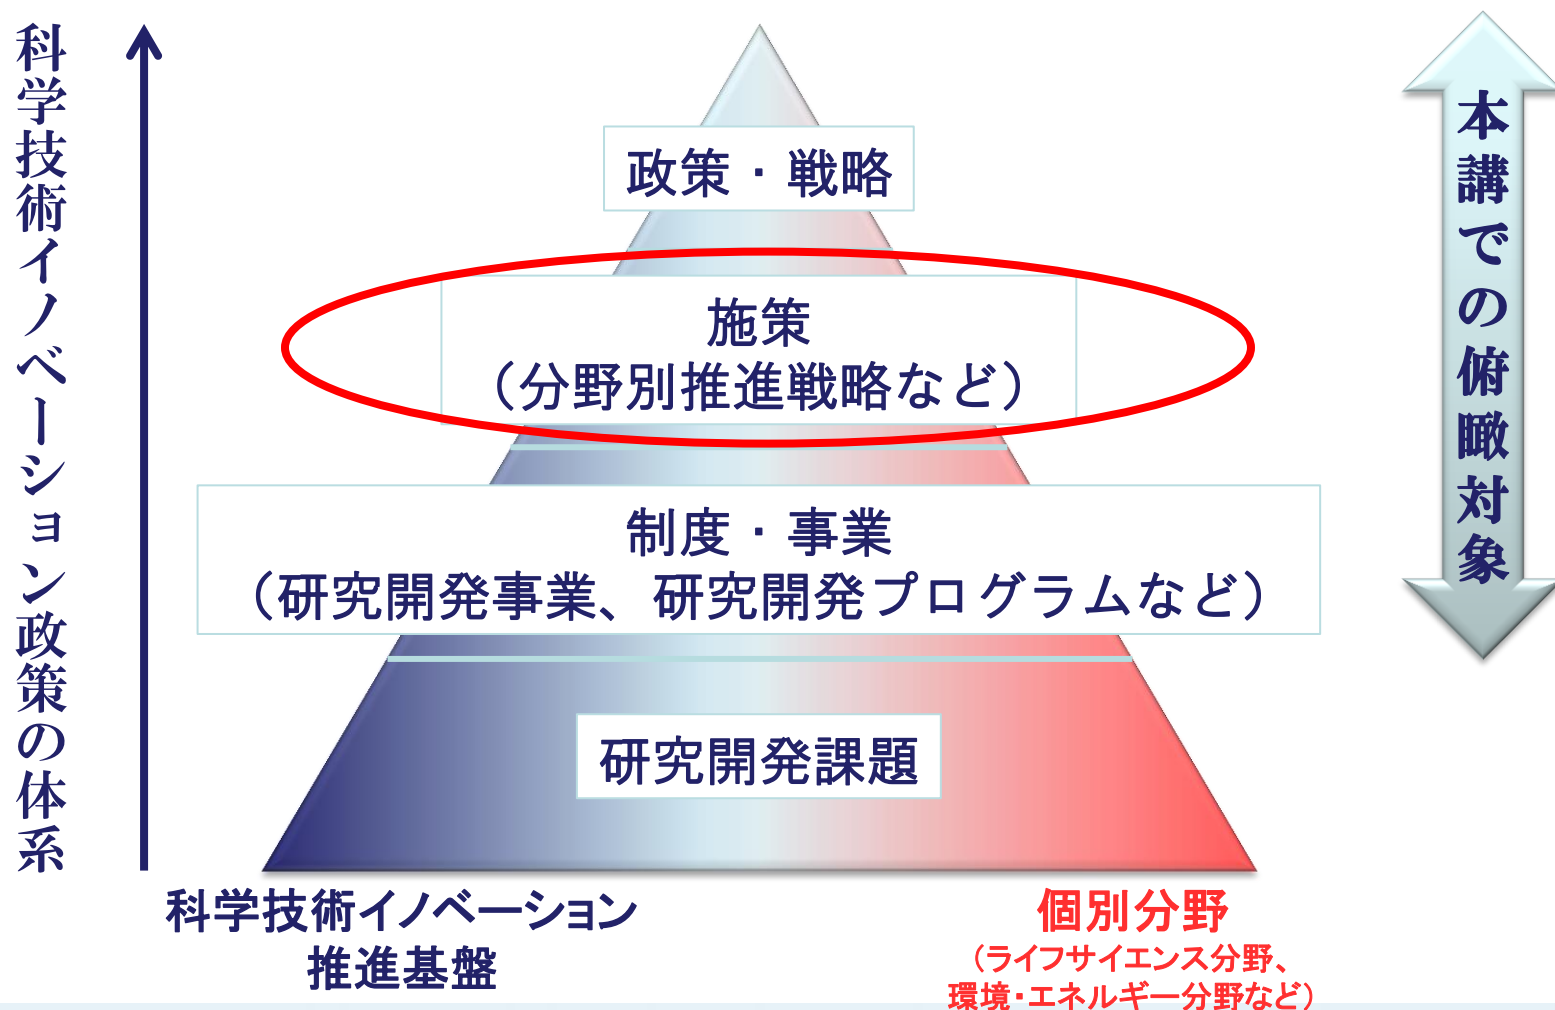 科学技術イノベーション政策の体系
政策・戦略
施策
（分野別推進戦略など）
制度・事業
（研究開発事業、研究開発プログラムなど）
研究開発課題
科学技術イノベーション
推進基盤
個別分野
（ライフサイエンス分野、
環境・エネルギー分野など）
本講での俯瞰対象